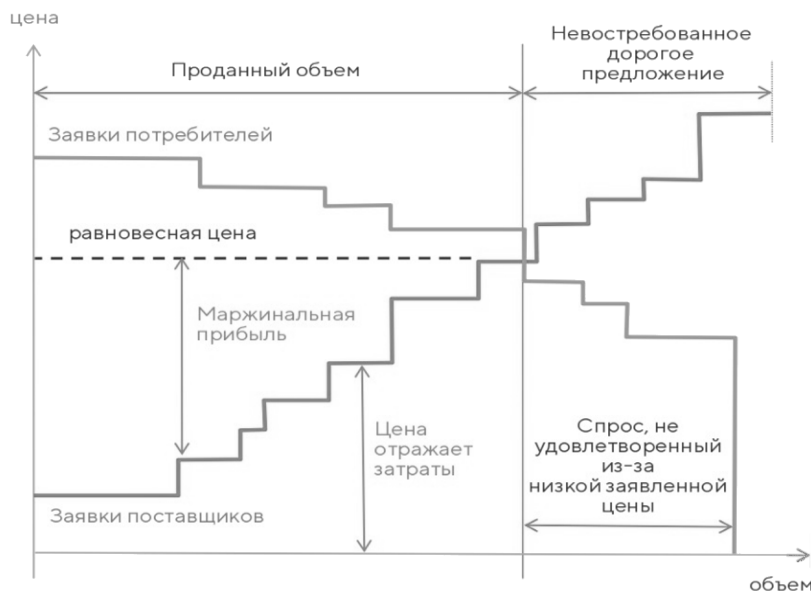 цена
Невостребованное
дорогое
предложение
Проданный объем
Заявки потребителей
равновесная цена
Маржинальная
прибыль
Цена
отражает
затраты
Спрос, не
удовлетворенный
из-за
низкой заявленной
цены
Заявки поставщиков
объем